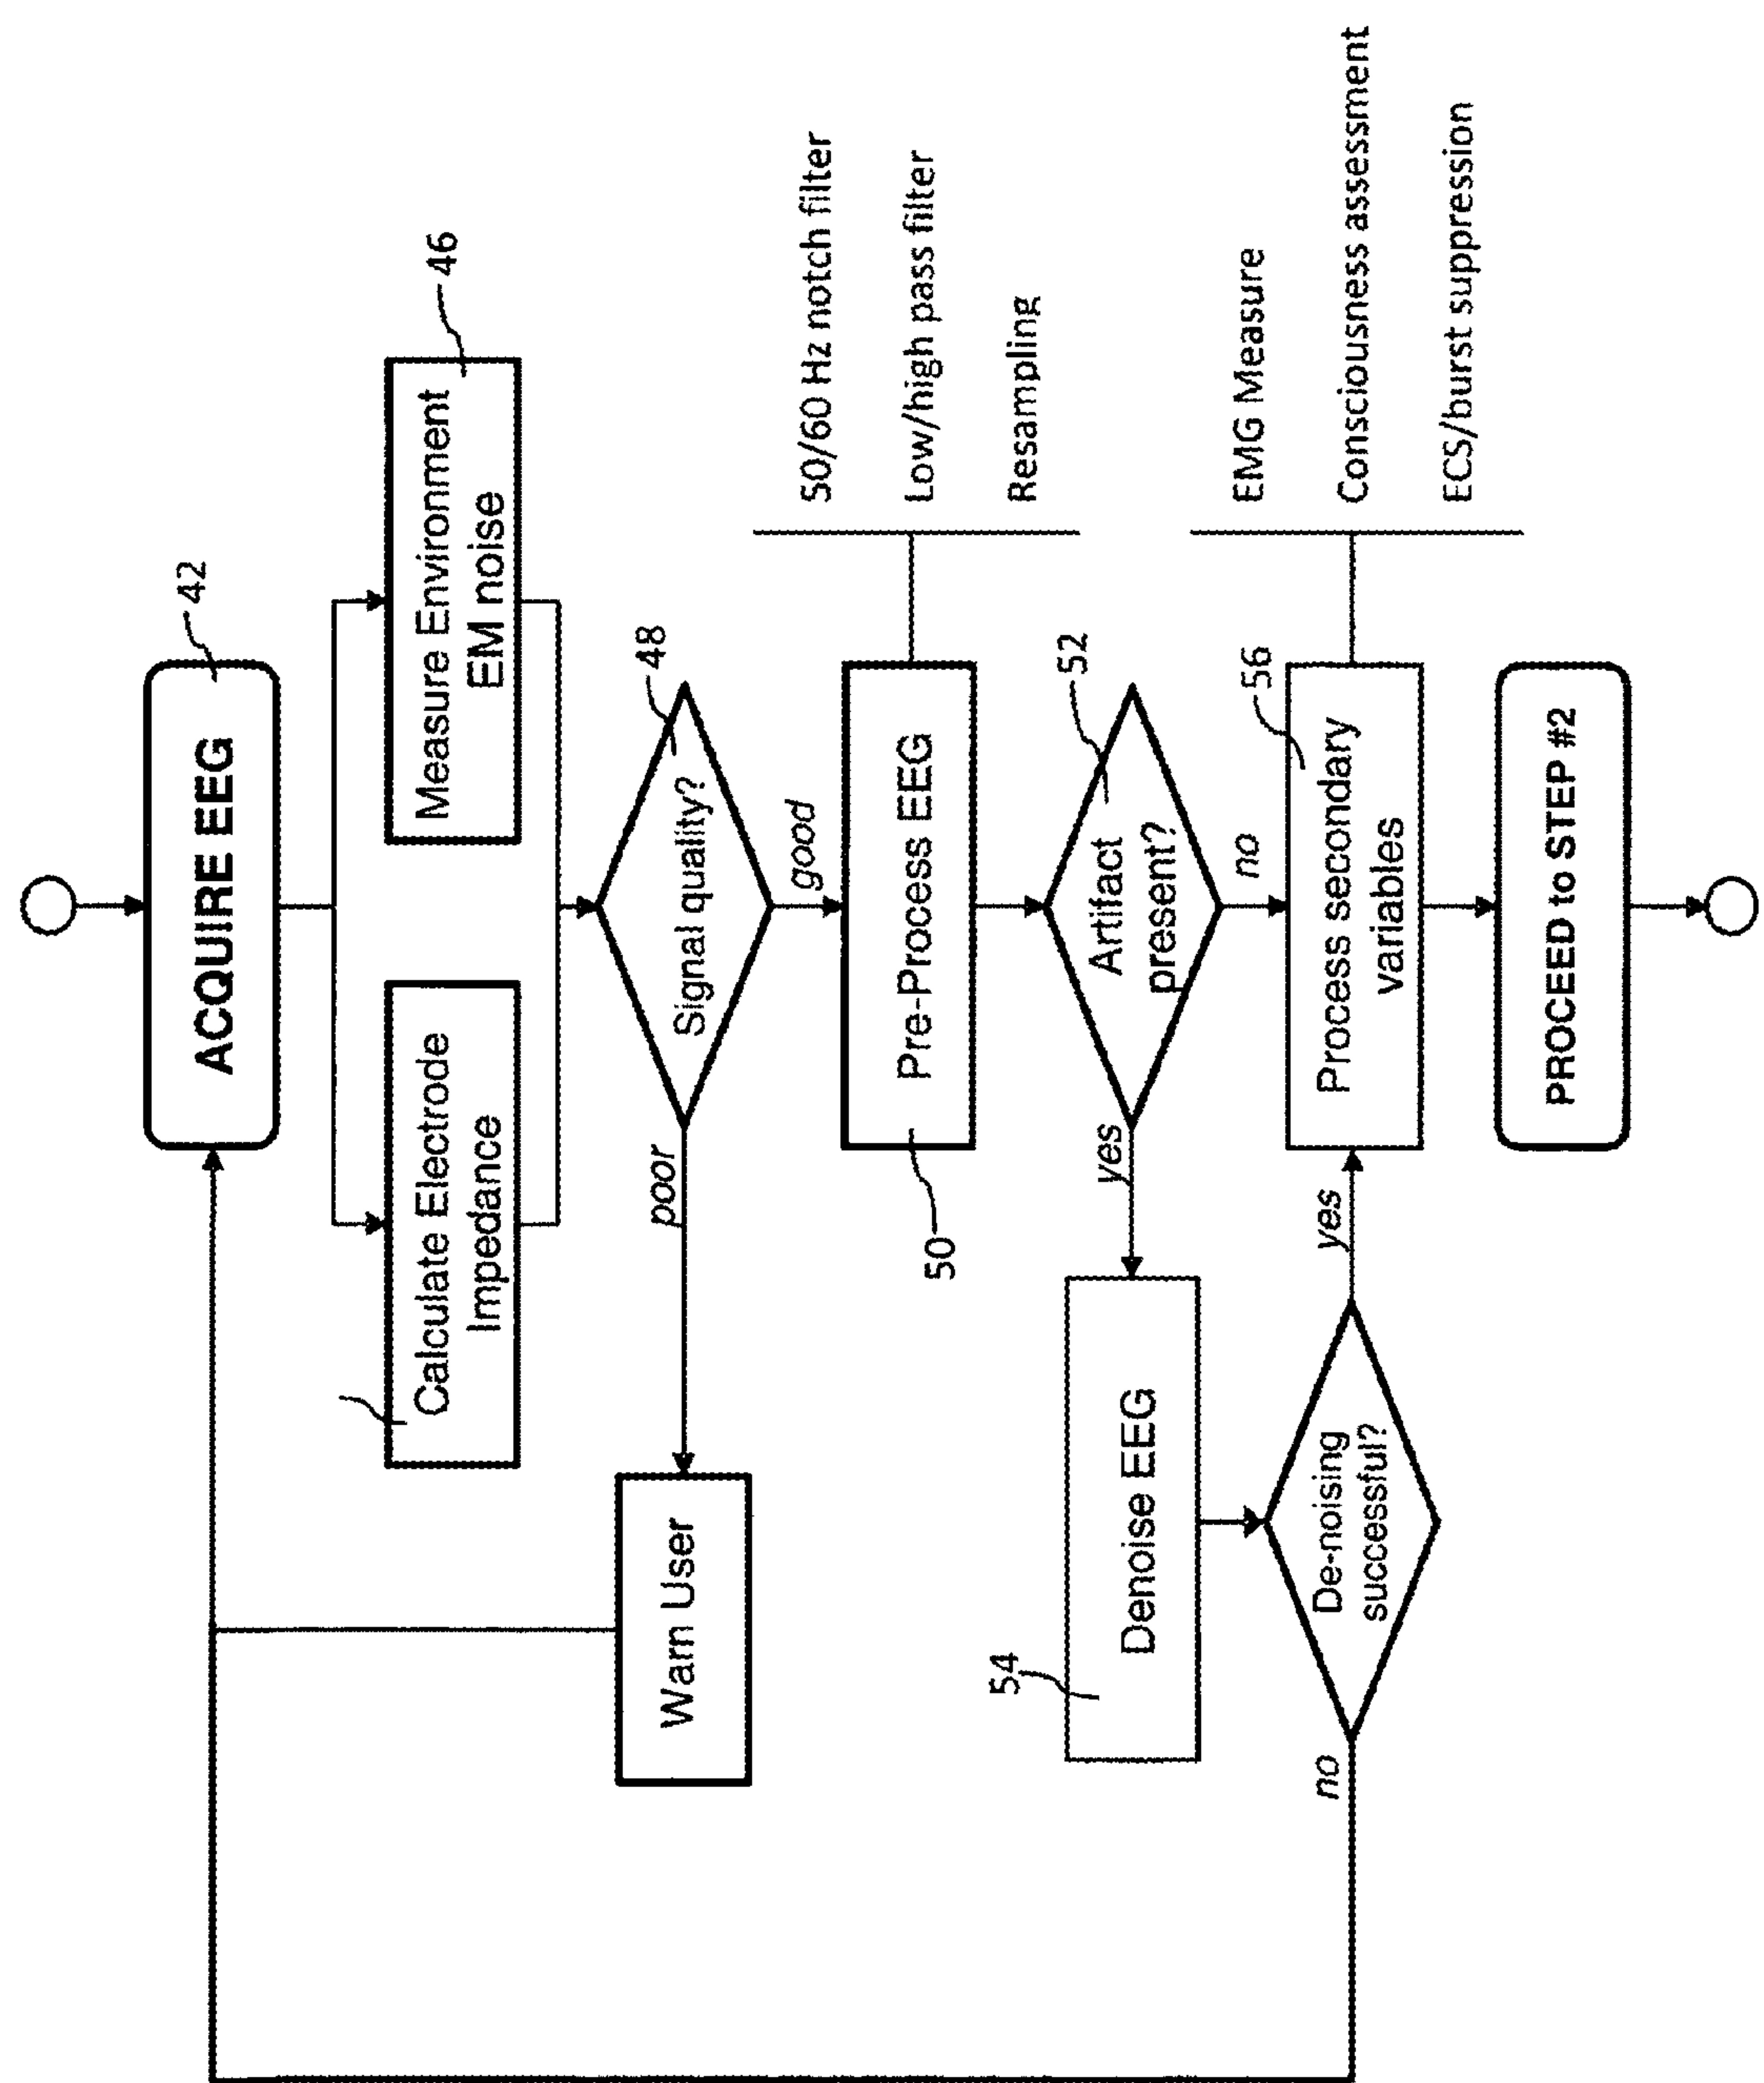 42
ACQUIRE EEG
Calculate Electrode
Impedance
Measure Environment
EM noise
46
48
Signal quality?
poor
good
Warn User
50
Pre-Process EEG
50/60 Hz notch filter
Low/high pass filter
Resampling
52
Artifact
present?
yes
no
54
Denoise EEG
De-noising
successful?
no
yes
56
Process secondary
variables
EMG Measure
Consciousness assessment
ECS/burst suppression
PROCEED to STEP #2